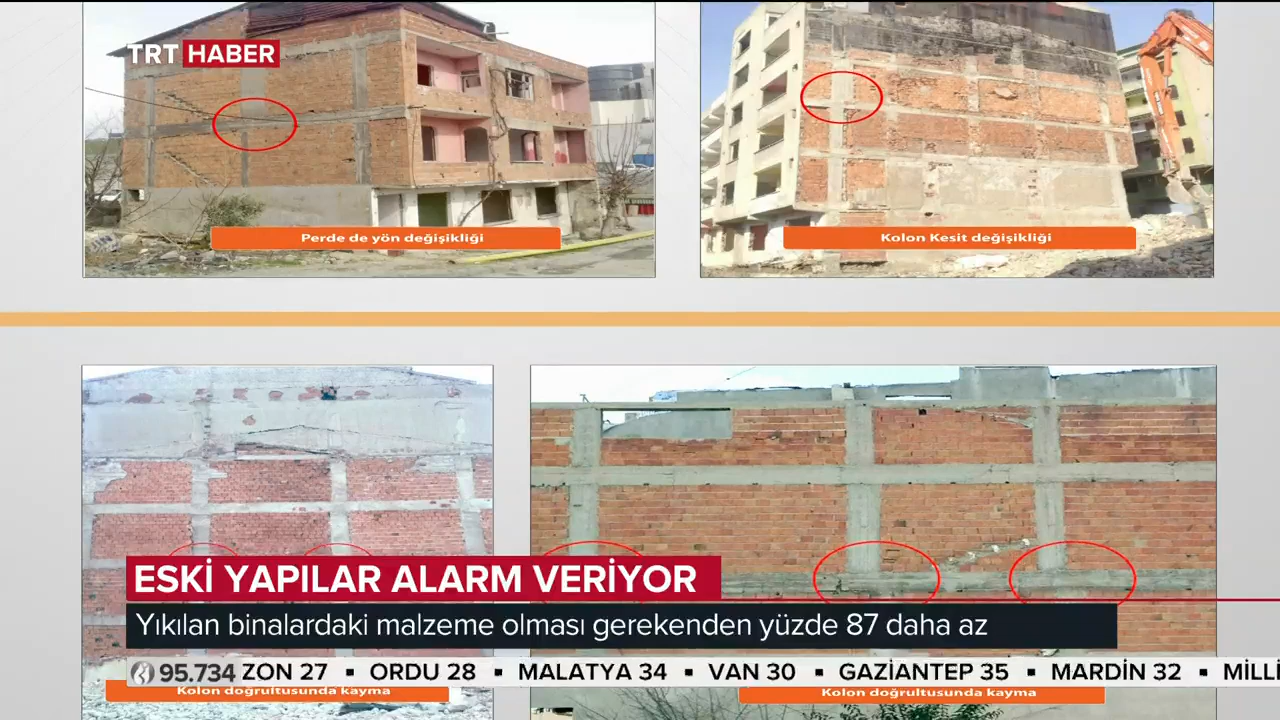 TRT HABER
Perde de yön değişikliği
Kolon Kesit değişikliği
ESKİ YAPILAR ALARM VERİYOR
Yıkılan binalardaki malzeme olması gerekenden yüzde 87 daha az
95.734 ZON 27 ▪ ORDU 28 ▪ MALATYA 34 ▪ VAN 30 ▪ GAZİANTEP 35 ▪ MARDİN 32 ▪ MİLLİ
Kolon doğrultusunda kayma
Kolon doğrultusunda kayma